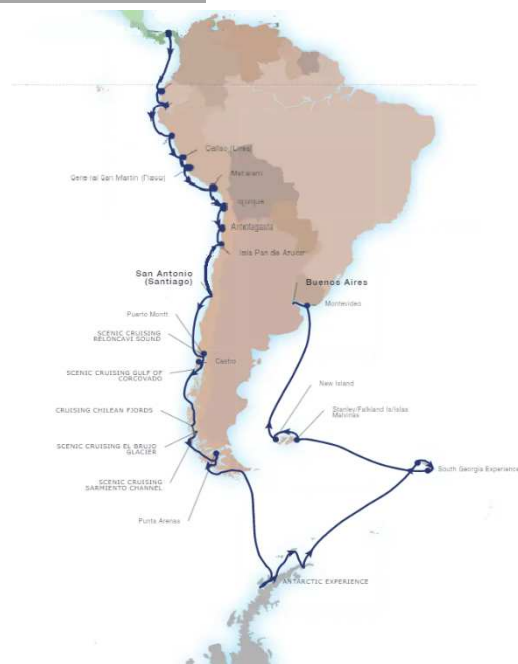 Callao (Lima)
General San Martin (Pisco)
Matarani
Iquique
Antofagasta
Isla Pan de Azucar
San Antonio
(Santiago)
Buenos Aires
Montevideo
Puerto Montt
SCENIC CRUISING
RELONCAVI SOUND
Castro
SCENIC CRUISING GULF OF
CORCOVADO
New Island
CRUISING CHILEAN FJORDS
Stanley/Falkland Is/Islas
Malvinas
SCENIC CRUISING EL BRUJO
GLACIER
South Georgia Experience
SCENIC CRUISING
SARMIENTO CHANNEL
Punta Arenas
ANTARCTIC EXPERIENCE